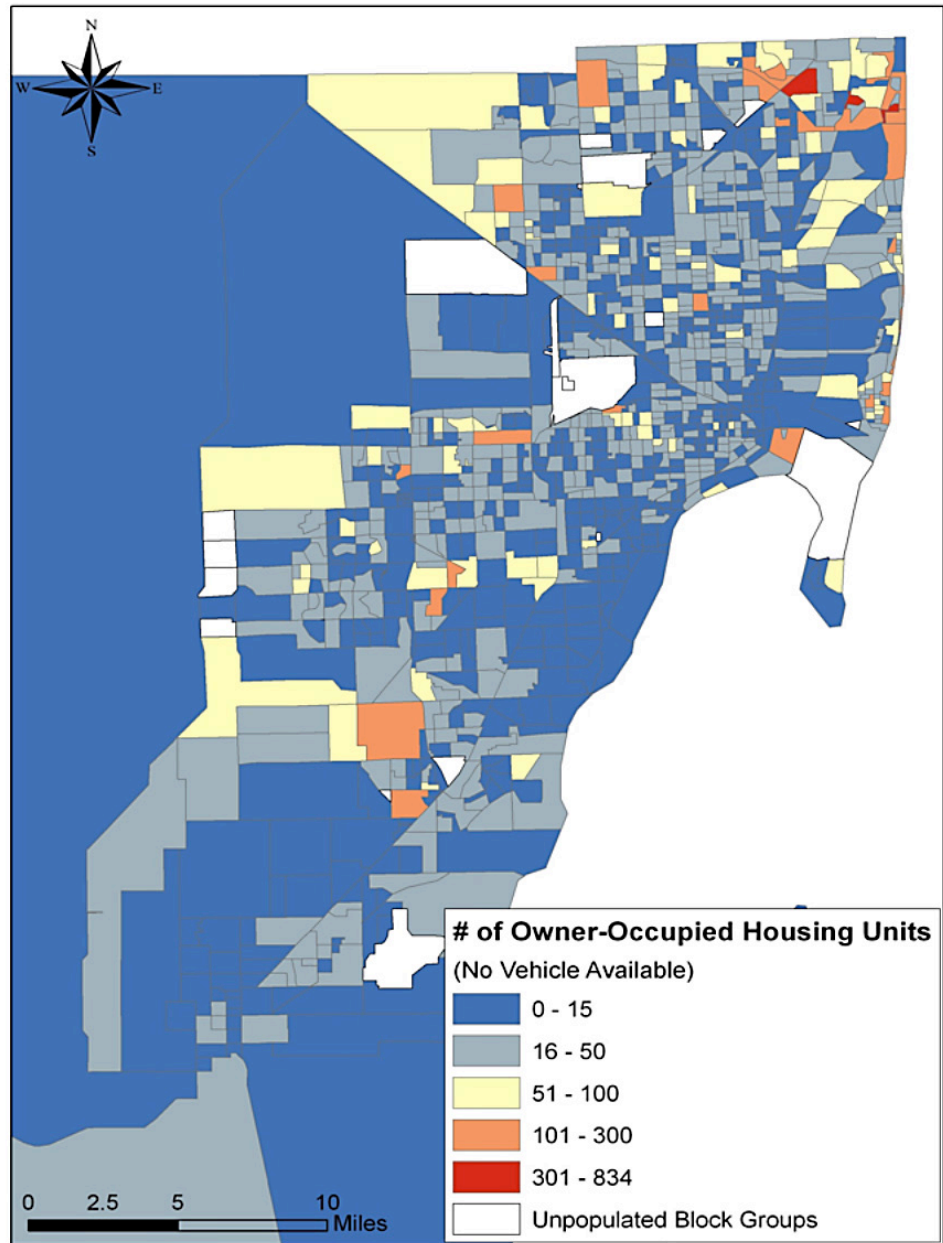 N
W E
S
# of Owner-Occupied Housing Units
(No Vehicle Available)
0 - 15
16 - 50
51 - 100
101 - 300
301 - 834
Unpopulated Block Groups
0 2.5 5 10
Miles